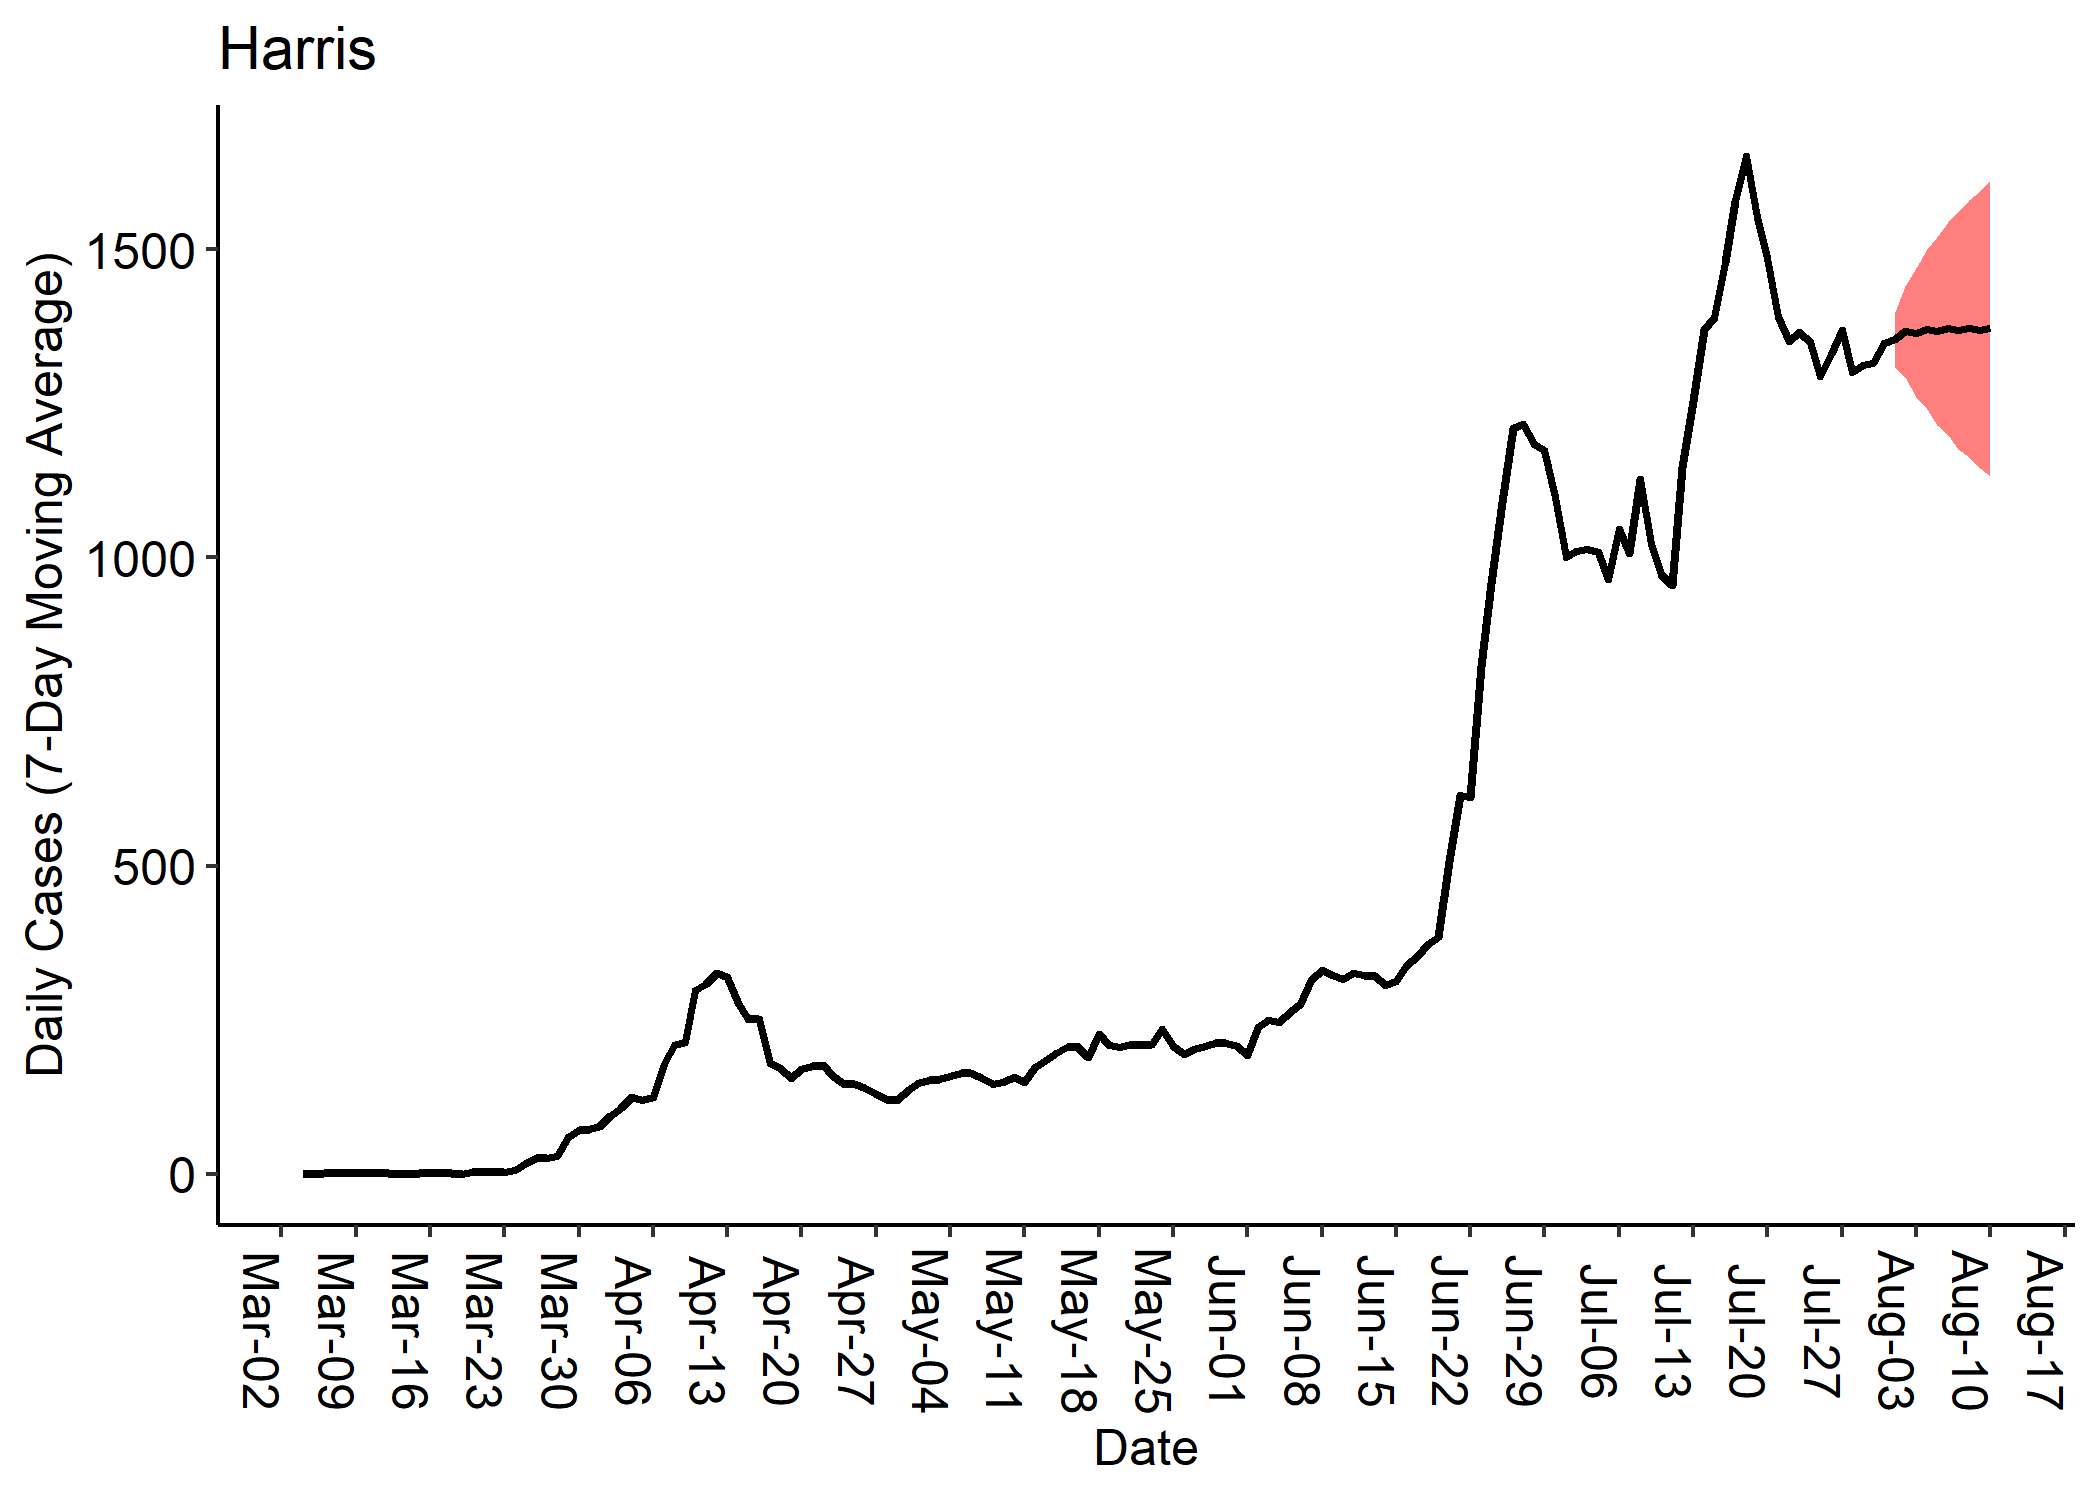 Harris
Daily Cases (7-Day Moving Average)
1500
1000
500
0
Mar-02
Mar-09
Mar-16
Mar-23
Mar-30
Apr-06
Apr-13
Apr-20
Apr-27
May-04
May-11
May-18
May-25
Jun-01
Jun-08
Jun-15
Jun-22
Jun-29
Jul-06
Jul-13
Jul-20
Jul-27
Aug-03
Aug-10
Aug-17
Date